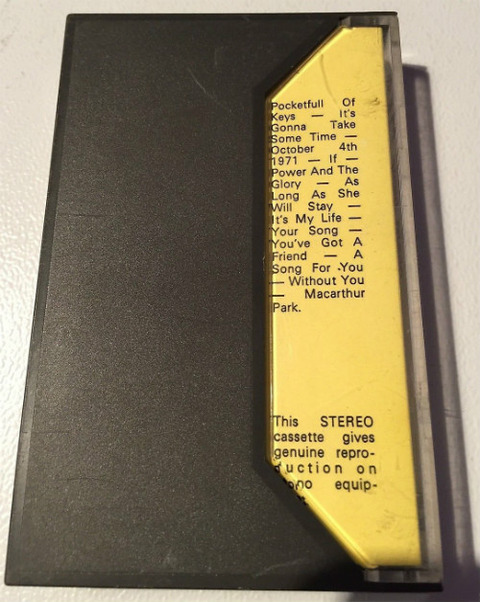 Pocketfull Of
Keys — It's
Gonna Take
Some Time —
October 4th
1971 — If —
Power And The
Glory — As
Long As She
Will Stay —
It's My Life —
Your Song —
You've Got A
Friend — A
Song For You
— Without You
— Macarthur
Park.
This STEREO
cassette gives
genuine repro-
duction on
mono equip-